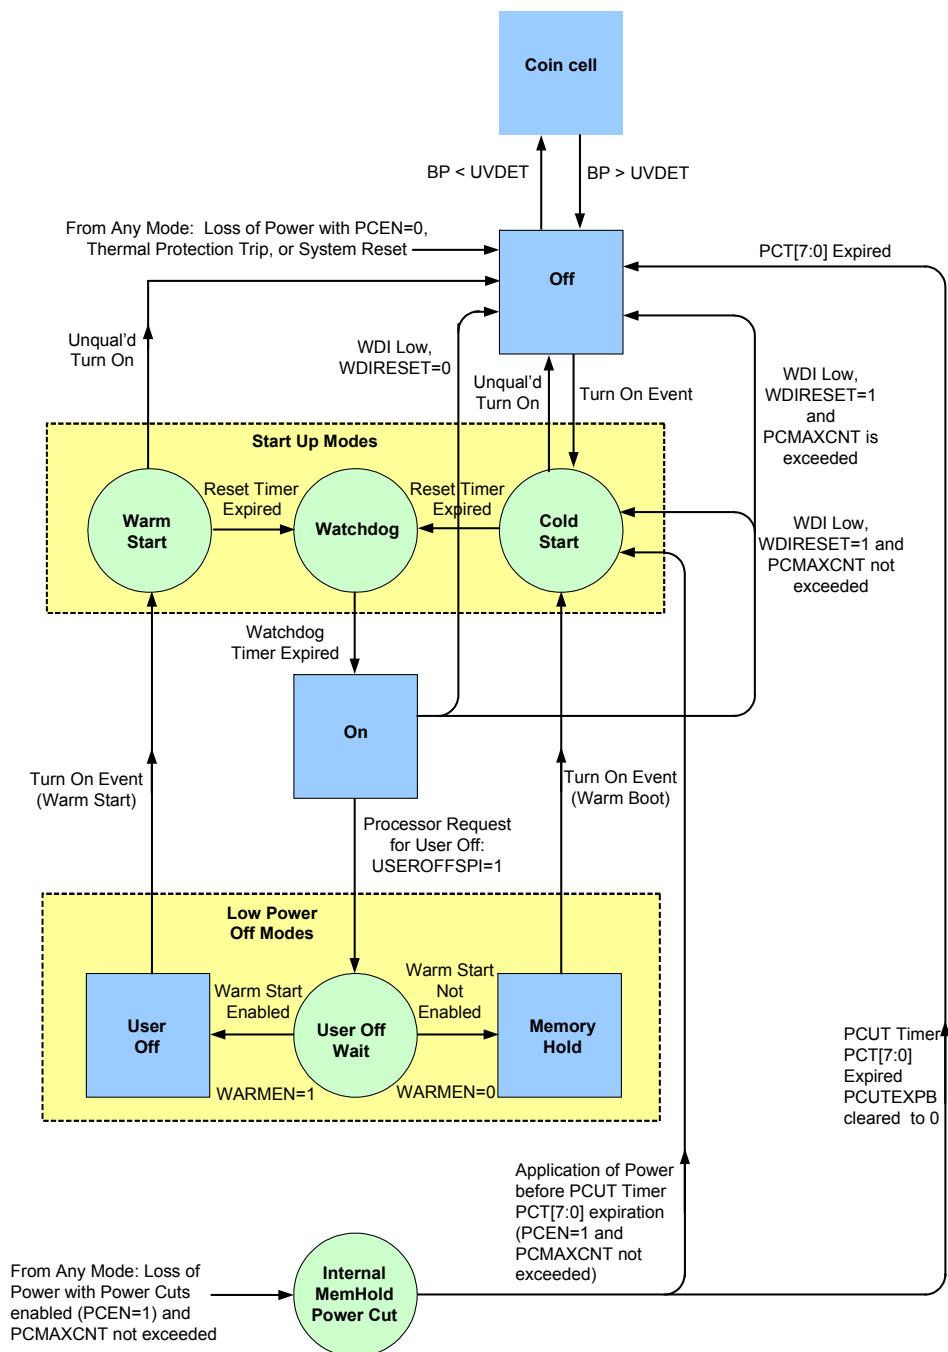 Coin cell
BP < UVDET
BP > UVDET
From Any Mode:  Loss of Power with PCEN=0,
Thermal Protection Trip, or System Reset
Off
PCT[7:0] Expired
Unqual'd
Turn On
WDI Low,
WDIRESET=0
Unqual'd
Turn On
Turn On Event
WDI Low,
WDIRESET=1
and
PCMAXCNT is
exceeded
Start Up Modes
Warm
Start
Reset Timer
Expired
Watchdog
Reset Timer
Expired
Cold
Start
WDI Low,
WDIRESET=1 and
PCMAXCNT not
exceeded
Watchdog
Timer Expired
On
Turn On Event
(Warm Start)
Turn On Event
(Warm Boot)
Processor Request
for User Off:
USEROFFSPI=1
Low Power
Off Modes
User
Off
Warm Start
Enabled
User Off
Wait
Warm Start
Not
Enabled
Memory
Hold
WARMEN=1
WARMEN=0
PCUT Timer
PCT[7:0]
Expired
PCUTEXPB
cleared  to 0
Application of Power
before PCUT Timer
PCT[7:0] expiration
(PCEN=1 and
PCMAXCNT not
exceeded)
From Any Mode: Loss of
Power with Power Cuts
enabled (PCEN=1) and
PCMAXCNT not exceeded
Internal
MemHold
Power Cut